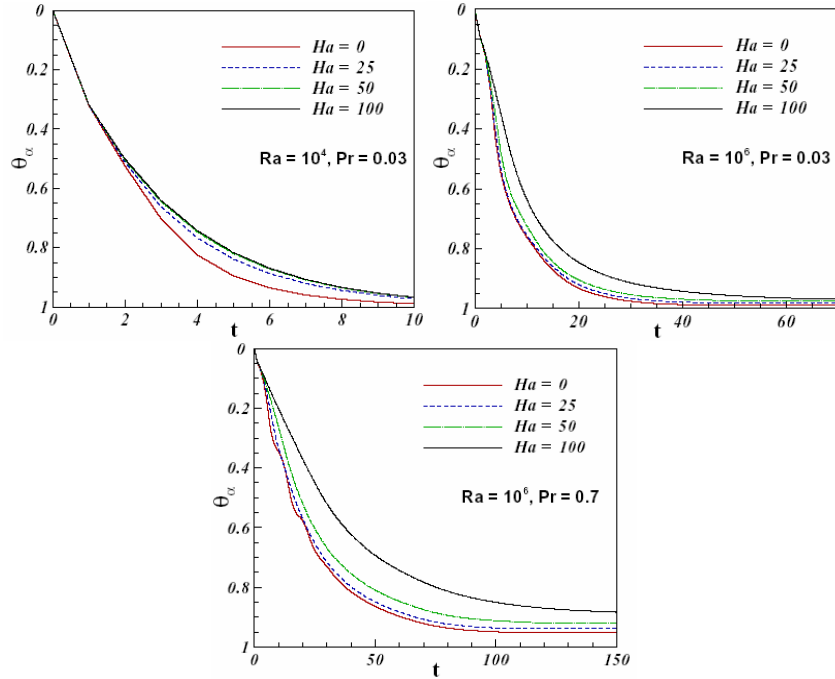 0
0.2
0.4
0.6
0.8
1
θα
0 2 4 6 8 10
t
Ha = 0
Ha = 25
Ha = 50
Ha = 100
Ra = 10⁴, Pr = 0.03
0
0.2
0.4
0.6
0.8
1
θα
0 20 40 60
t
Ha = 0
Ha = 25
Ha = 50
Ha = 100
Ra = 10⁶, Pr = 0.03
0
0.2
0.4
0.6
0.8
1
θα
0 50 100 150
t
Ha = 0
Ha = 25
Ha = 50
Ha = 100
Ra = 10⁶, Pr = 0.7